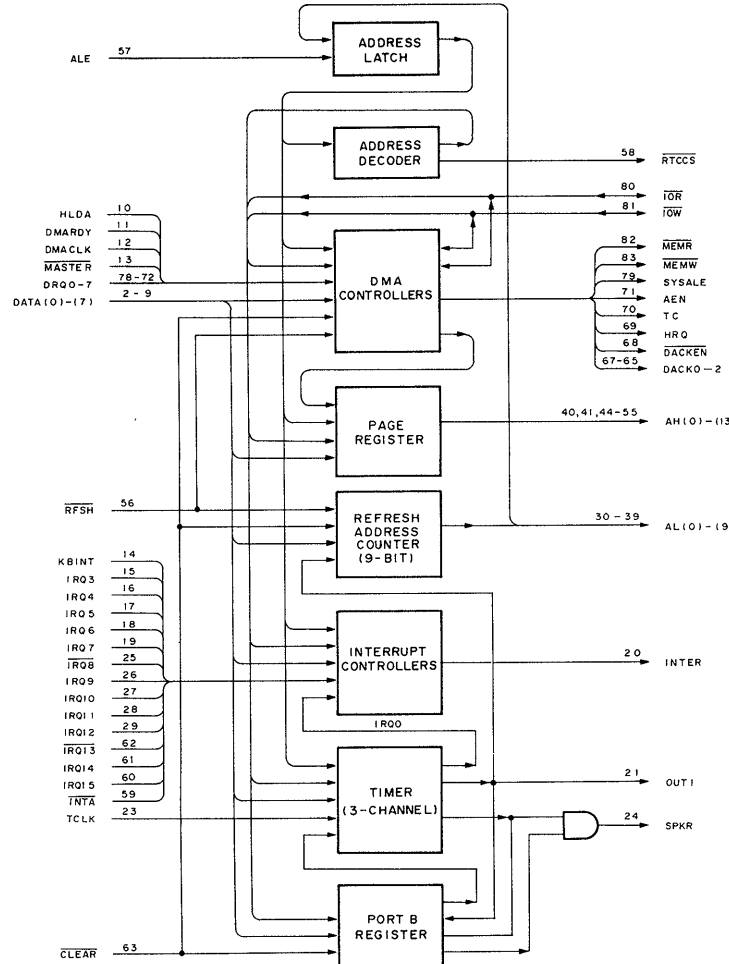 ADDRESS
LATCH
57
ALE
ADDRESS
DECODER
58
RTCCS
80
IOR
81
IOW
HLDA 10
DMARDY 11
DMACLK 12
MASTER 13
DRQ0-7 78-72
DATA(0)-(7) 2-9
DMA
CONTROLLERS
82 MEMR
83 MEMW
79 SYSALE
71 AEN
70 TC
69 HRQ
68 DACKEN
67-65 DACK0-2
PAGE
REGISTER
40,41,44-55 AH(0)-(13
RFSH 56
REFRESH
ADDRESS
COUNTER
(9-BIT)
30-39 AL(0)-(9
KBINT 14
IRQ3 15
IRQ4 16
IRQ5 17
IRQ6 18
IRQ7 19
IRQ8 25
IRQ9 26
IRQ10 27
IRQ11 28
IRQ12 29
IRQ13 62
IRQ14 61
IRQ15 60
INTA 59
TCLK 23
INTERRUPT
CONTROLLERS
20 INTER
IRQ0
TIMER
(3-CHANNEL)
21 OUT1
24 SPKR
PORT B
REGISTER
CLEAR 63